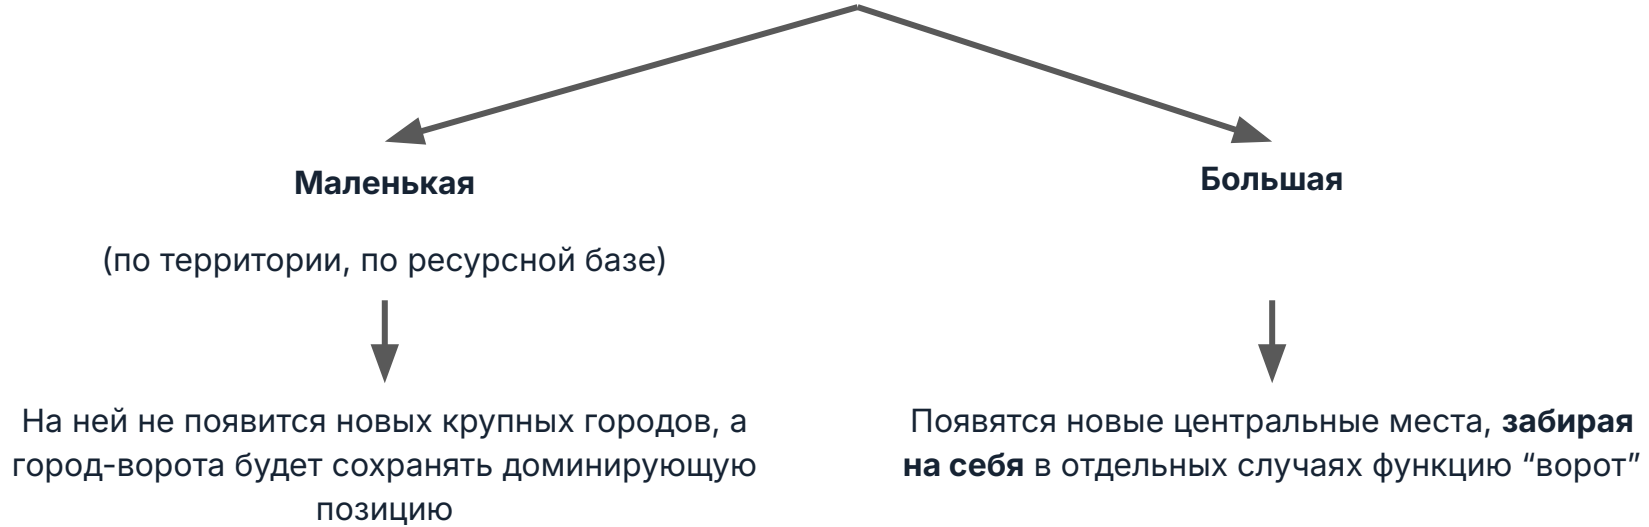 Маленькая
(по территории, по ресурсной базе)
На ней не появится новых крупных городов, а
город-ворота будет сохранять доминирующую
позицию
Большая
Появятся новые центральные места, забирая
на себя в отдельных случаях функцию “ворот”